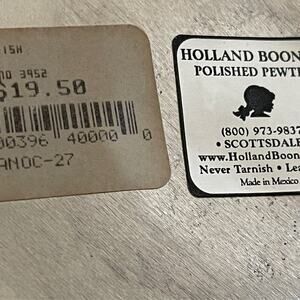 ISH
NO 3952
$19.50
00396 40000 0
ANOC-27
HOLLAND BOON
POLISHED PEWT
(800) 973-9837
• SCOTTSDALE
www.HollandBoon
Never Tarnish • Lea
Made in Mexico